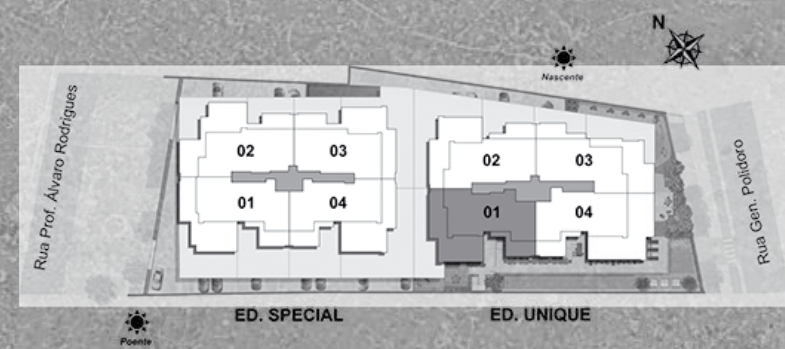 N
Nascente
Rua Prof. Álvaro Rodrigues
02
03
01
04
02
03
01
04
Rua Gen. Polidoro
ED. SPECIAL
ED. UNIQUE
Poente